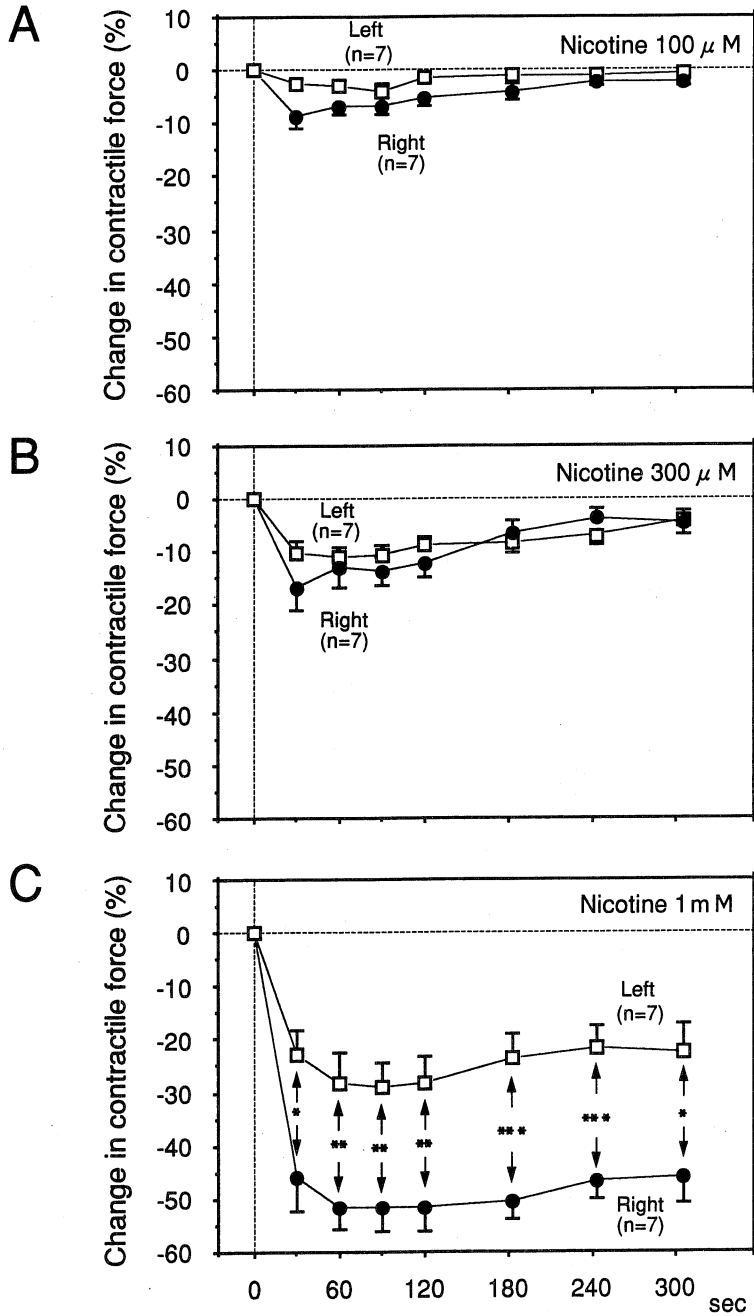 A
Change in contractile force (%)
10
0
-10
-20
-30
-40
-50
-60
Left
(n=7)
Nicotine 100 μ M
Right
(n=7)
B
Change in contractile force (%)
10
0
-10
-20
-30
-40
-50
-60
Nicotine 300 μ M
Left
(n=7)
Right
(n=7)
C
Change in contractile force (%)
10
0
-10
-20
-30
-40
-50
-60
Nicotine 1 m M
Left
(n=7)
* ** ** ** *** *** *
Right
(n=7)
0 60 120 180 240 300 sec